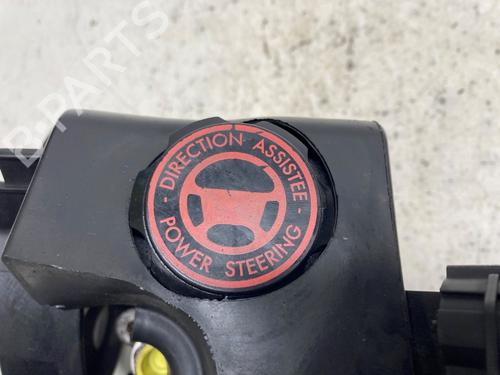 B-PARTS
- DIRECTION ASSISTEE -
POWER STEERING